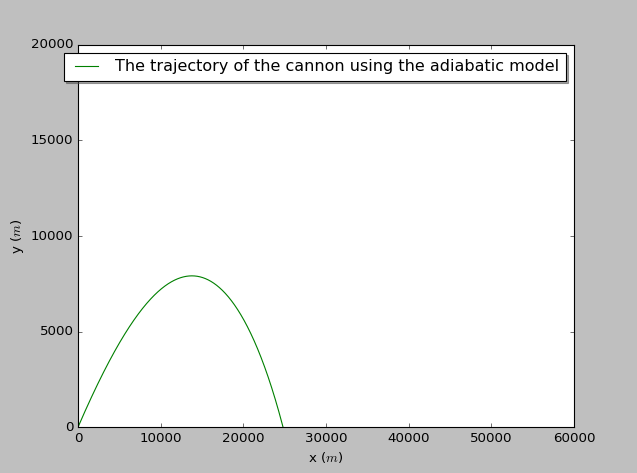 20000
The trajectory of the cannon using the adiabatic model
15000
10000
5000
0
y (m)
0 10000 20000 30000 40000 50000 60000
x (m)